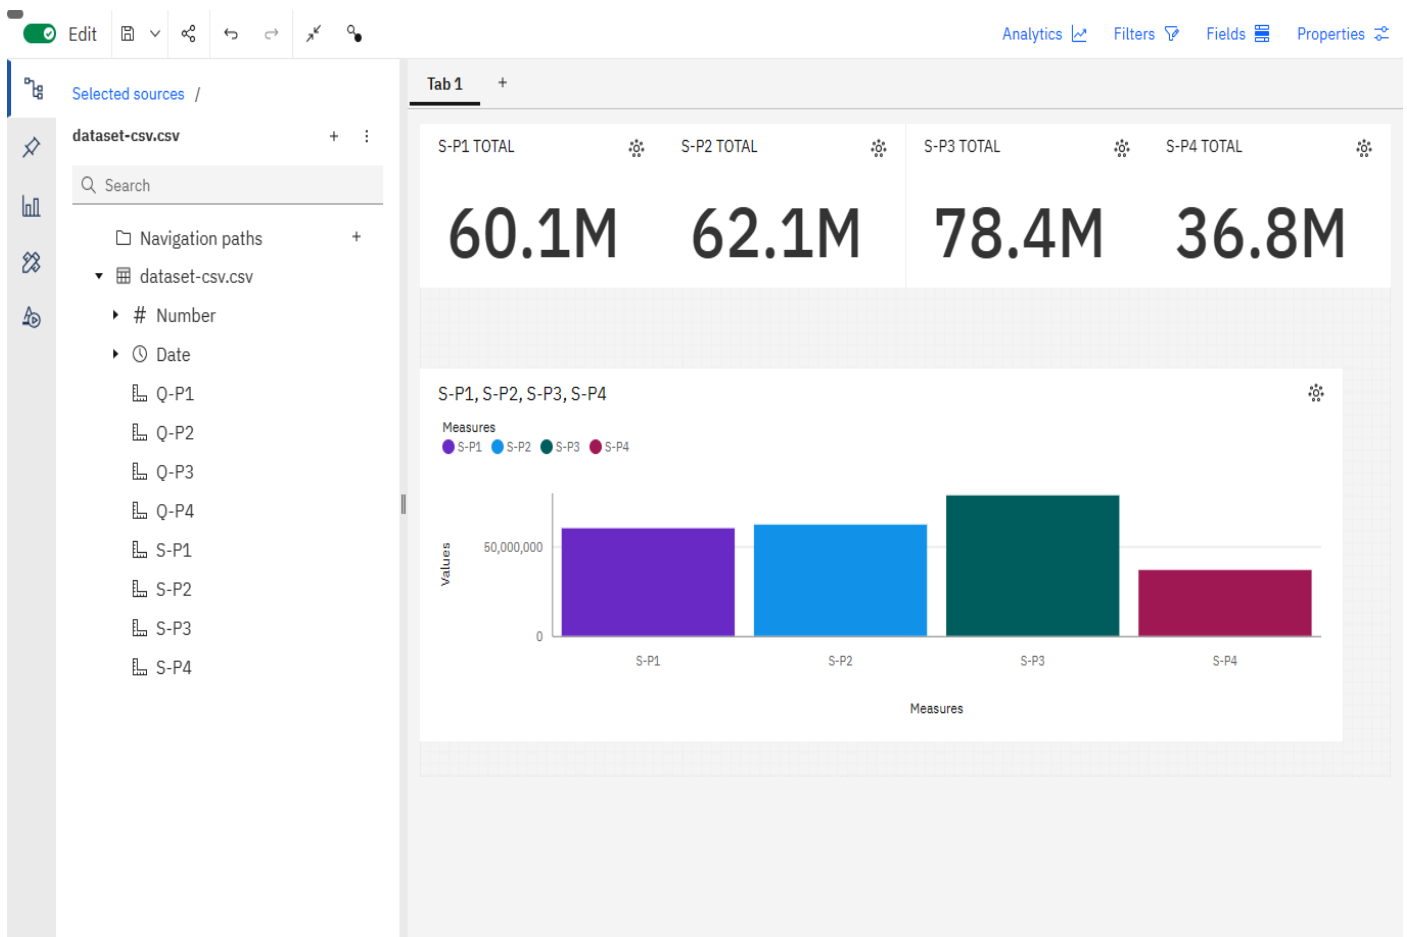 Edit
Analytics Filters Fields Properties
Selected sources /
dataset-csv.csv
Search
Navigation paths
dataset-csv.csv
Number
Date
Q-P1
Q-P2
Q-P3
Q-P4
S-P1
S-P2
S-P3
S-P4
Tab 1
S-P1 TOTAL
60.1M
S-P2 TOTAL
62.1M
S-P3 TOTAL
78.4M
S-P4 TOTAL
36.8M
S-P1, S-P2, S-P3, S-P4
Measures
S-P1 S-P2 S-P3 S-P4
Values
50,000,000
0
S-P1 S-P2 S-P3 S-P4
Measures